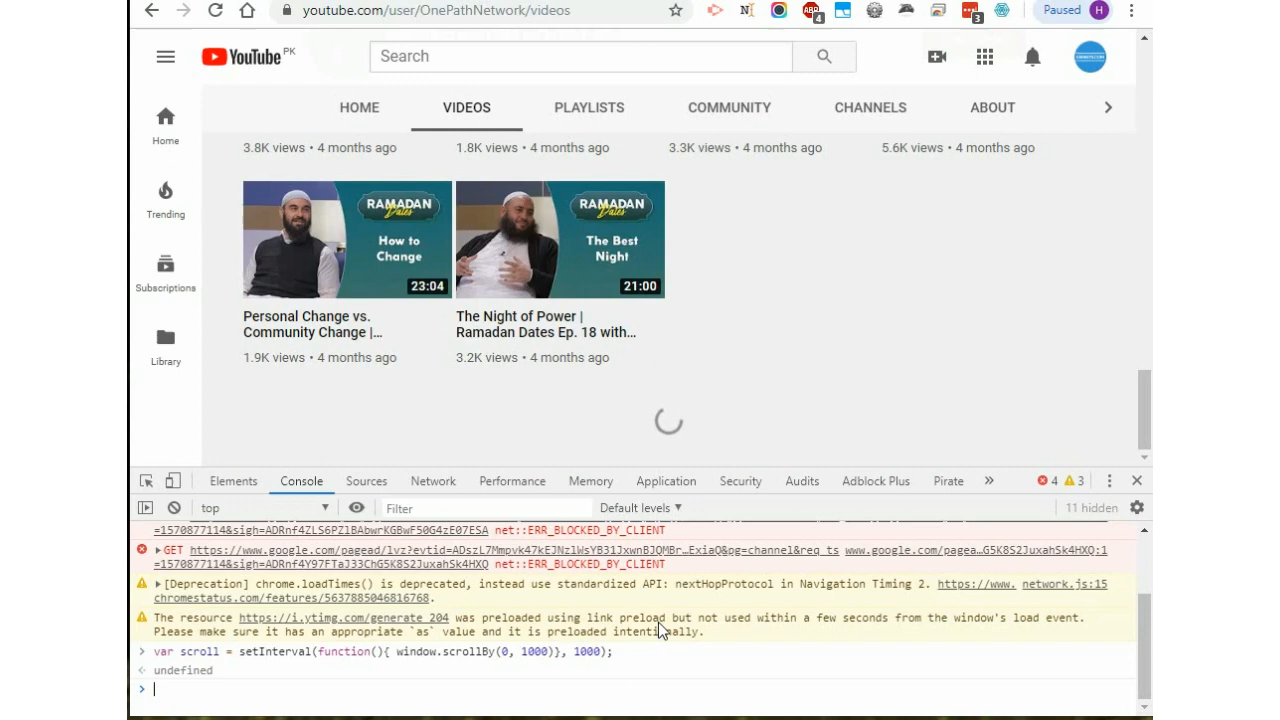 youtube.com/user/OnePathNetwork/videos
4
3
Paused
H
YouTube PK
Search
HOME
VIDEOS
PLAYLISTS
COMMUNITY
CHANNELS
ABOUT
3.8K views • 4 months ago
1.8K views • 4 months ago
3.3K views • 4 months ago
5.6K views • 4 months ago
Home
Trending
Subscriptions
Library
RAMADAN
Dates
How to
Change
23:04
RAMADAN
Dates
The Best
Night
21:00
Personal Change vs.
Community Change |...
1.9K views • 4 months ago
The Night of Power |
Ramadan Dates Ep. 18 with...
3.2K views • 4 months ago
Elements Console Sources Network Performance Memory Application Security Audits Adblock Plus Pirate » 4 3
top Filter Default levels 11 hidden
=1570877114&sigh=ADRnf4ZLS6PZlBAbwrKGBwF50G4zE07ESA net::ERR_BLOCKED_BY_CLIENT
GET https://www.google.com/pagead/lvz?evtid=ADszL7Mmpvk47kEJNzlWsYB31JxwnBJQMBr…ExiaQ&pg=channel&req_ts www.google.com/pagea…G5K8S2JuxahSk4HXQ:1
=1570877114&sigh=ADRnf4Y97FTaJ33ChG5K8S2JuxahSk4HXQ net::ERR_BLOCKED_BY_CLIENT
[Deprecation] chrome.loadTimes() is deprecated, instead use standardized API: nextHopProtocol in Navigation Timing 2. https://www. network.js:15
chromestatus.com/features/5637885046816768.
The resource https://i.ytimg.com/generate_204 was preloaded using link preload but not used within a few seconds from the window's load event.
Please make sure it has an appropriate `as` value and it is preloaded intentionally.
> var scroll = setInterval(function(){ window.scrollBy(0, 1000)}, 1000);
undefined
>